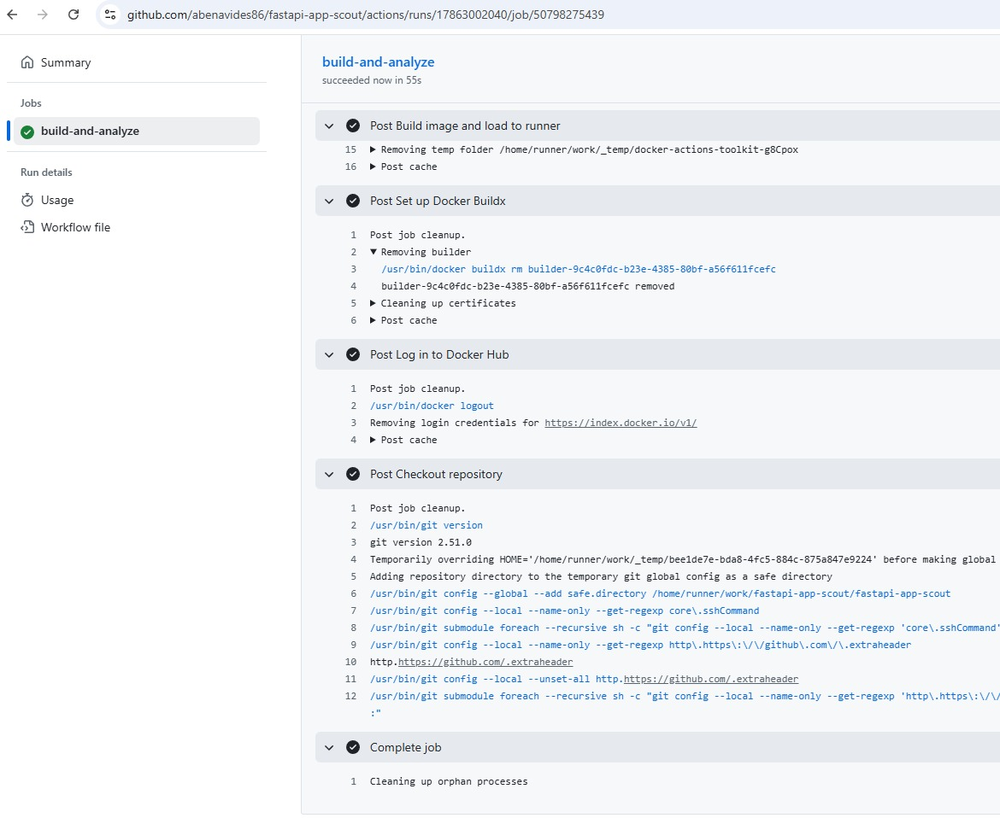 github.com/abenavides86/fastapi-app-scout/actions/runs/17863002040/job/50798275439
Summary
Jobs
build-and-analyze
Run details
Usage
Workflow file
build-and-analyze
succeeded now in 55s
Post Build image and load to runner
15 Removing temp folder /home/runner/work/_temp/docker-actions-toolkit-g8Cpox
16 Post cache
Post Set up Docker Buildx
1 Post job cleanup.
2 Removing builder
3 /usr/bin/docker buildx rm builder-9c4c0fdc-b23e-4385-80bf-a56f611fcefc
4 builder-9c4c0fdc-b23e-4385-80bf-a56f611fcefc removed
5 Cleaning up certificates
6 Post cache
Post Log in to Docker Hub
1 Post job cleanup.
2 /usr/bin/docker logout
3 Removing login credentials for https://index.docker.io/v1/
4 Post cache
Post Checkout repository
1 Post job cleanup.
2 /usr/bin/git version
3 git version 2.51.0
4 Temporarily overriding HOME='/home/runner/work/_temp/bee1de7e-bda8-4fc5-884c-875a847e9224' before making global
5 Adding repository directory to the temporary git global config as a safe directory
6 /usr/bin/git config --global --add safe.directory /home/runner/work/fastapi-app-scout/fastapi-app-scout
7 /usr/bin/git config --local --name-only --get-regexp core\.sshCommand
8 /usr/bin/git submodule foreach --recursive sh -c "git config --local --name-only --get-regexp 'core\.sshCommand'
9 /usr/bin/git config --local --name-only --get-regexp http\.https\:\/\/github\.com\/\.extraheader
10 http.https://github.com/.extraheader
11 /usr/bin/git config --local --unset-all http.https://github.com/.extraheader
12 /usr/bin/git submodule foreach --recursive sh -c "git config --local --name-only --get-regexp 'http\.https\:\/\/
:"
Complete job
1 Cleaning up orphan processes